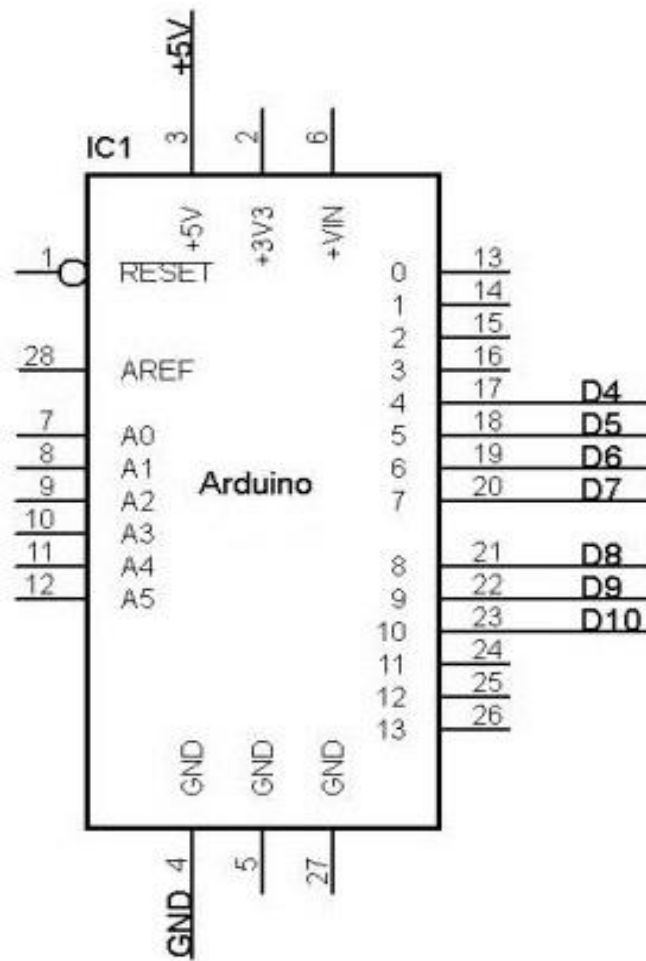 +5V
IC1
3 2 6
+5V +3V3 +VIN
1 RESET 0 13
1 14
2 15
28 AREF 3 16
4 17 D4
7 A0 5 18 D5
8 A1 6 19 D6
9 A2 7 20 D7
Arduino
10 A3
11 A4 8 21 D8
12 A5 9 22 D9
10 23 D10
11 24
12 25
13 26
GND GND GND
4 5 27
GND